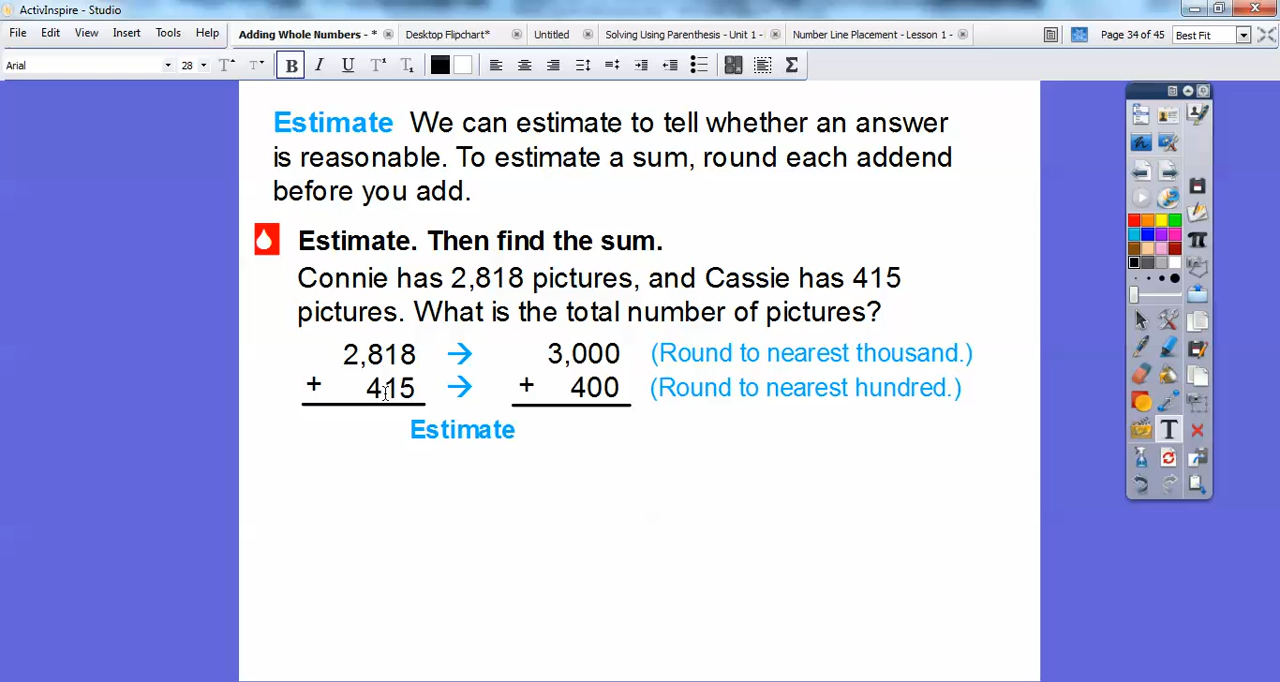 ActivInspire - Studio
File Edit View Insert Tools Help
Adding Whole Numbers - * Desktop Flipchart* Untitled Solving Using Parenthesis - Unit 1 - Number Line Placement - Lesson 1 - Page 34 of 45 Best Fit
Arial 28 B I U T T
Estimate We can estimate to tell whether an answer
is reasonable. To estimate a sum, round each addend
before you add.
Estimate. Then find the sum.
Connie has 2,818 pictures, and Cassie has 415
pictures. What is the total number of pictures?
2,818 → 3,000 (Round to nearest thousand.)
+ 415 → + 400 (Round to nearest hundred.)
Estimate